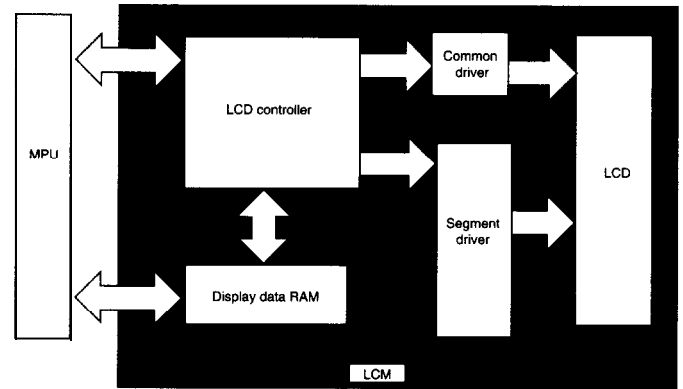 Common
driver
LCD controller
MPU
LCD
Segment
driver
Display data RAM
LCM